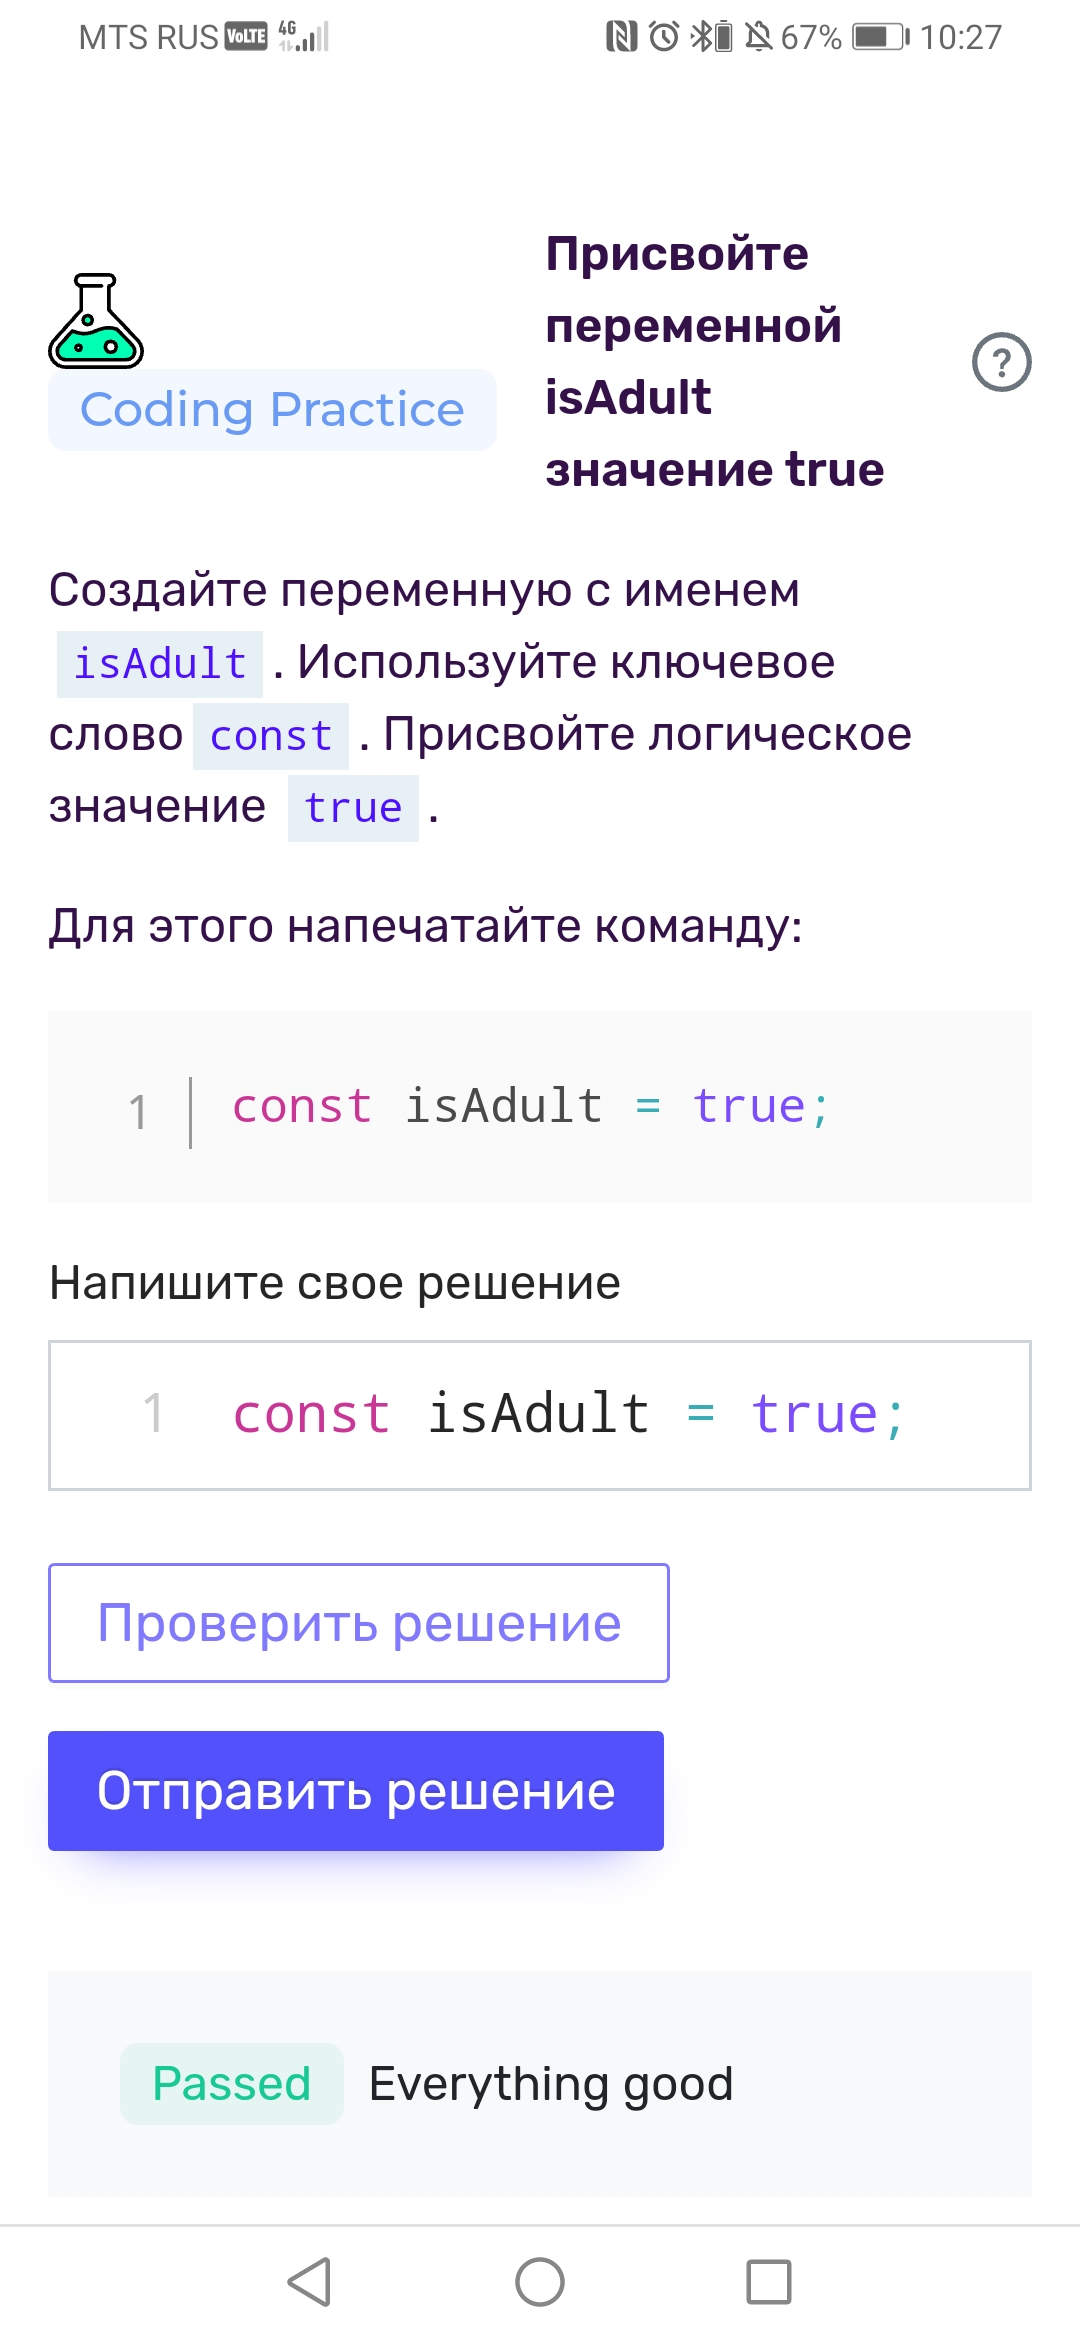 MTS RUS VoLTE 4G 67% 10:27
Coding Practice
Присвойте
переменной
isAdult
значение true
?
Создайте переменную с именем
isAdult . Используйте ключевое
слово const . Присвойте логическое
значение true .
Для этого напечатайте команду:
1 const isAdult = true;
Напишите свое решение
1 const isAdult = true;
Проверить решение
Отправить решение
Passed Everything good